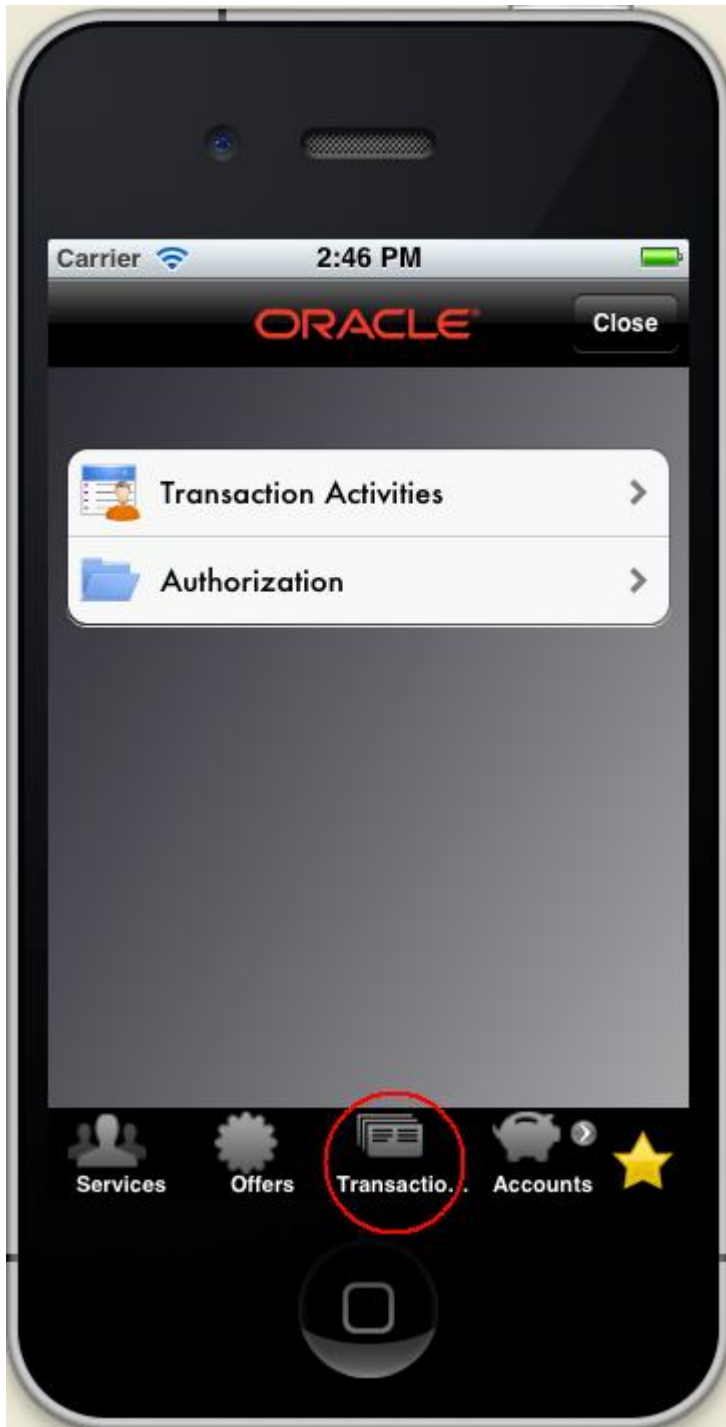 Carrier 2:46 PM
ORACLE Close
Transaction Activities
Authorization
Services Offers Transactio... Accounts